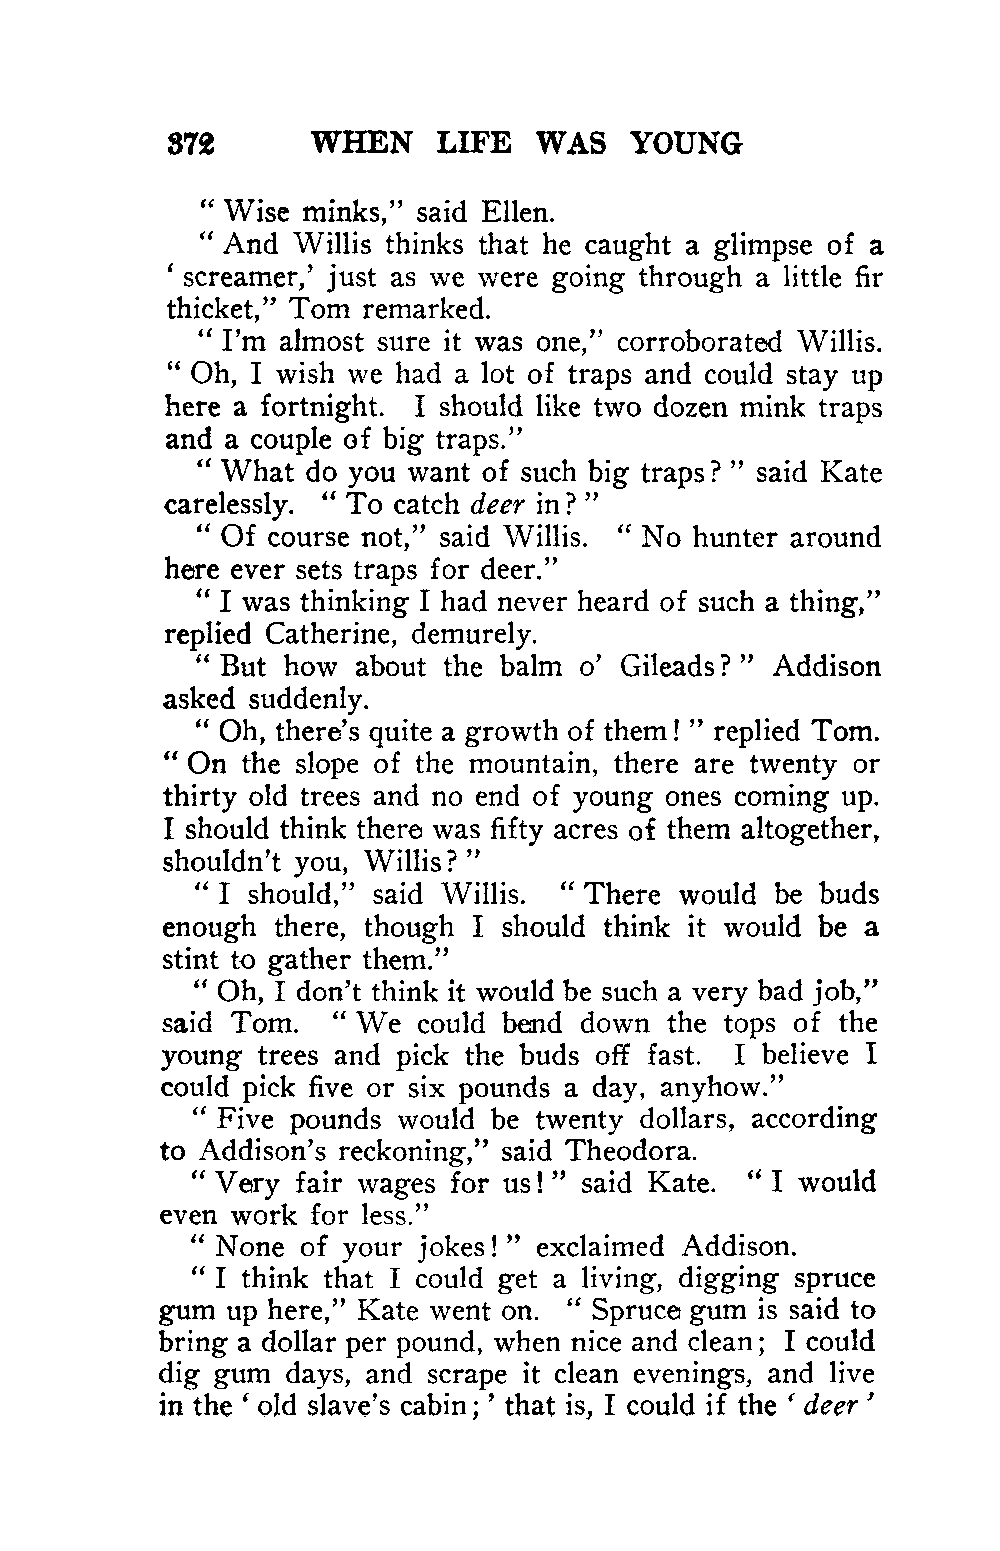 372 WHEN LIFE WAS YOUNG
“ Wise minks,” said Ellen.
“ And Willis thinks that he caught a glimpse of a
‘ screamer,’ just as we were going through a little fir
thicket,” Tom remarked.
“ I’m almost sure it was one,” corroborated Willis.
“ Oh, I wish we had a lot of traps and could stay up
here a fortnight. I should like two dozen mink traps
and a couple of big traps.”
“ What do you want of such big traps? ” said Kate
carelessly. “ To catch deer in? ”
“ Of course not,” said Willis. “ No hunter around
here ever sets traps for deer.”
“ I was thinking I had never heard of such a thing,”
replied Catherine, demurely.
“ But how about the balm o’ Gileads? ” Addison
asked suddenly.
“ Oh, there’s quite a growth of them! ” replied Tom.
“ On the slope of the mountain, there are twenty or
thirty old trees and no end of young ones coming up.
I should think there was fifty acres of them altogether,
shouldn’t you, Willis? ”
“ I should,” said Willis. “ There would be buds
enough there, though I should think it would be a
stint to gather them.”
“ Oh, I don’t think it would be such a very bad job,”
said Tom. “ We could bend down the tops of the
young trees and pick the buds off fast. I believe I
could pick five or six pounds a day, anyhow.”
“ Five pounds would be twenty dollars, according
to Addison’s reckoning,” said Theodora.
“ Very fair wages for us! ” said Kate. “ I would
even work for less.”
“ None of your jokes! ” exclaimed Addison.
“ I think that I could get a living, digging spruce
gum up here,” Kate went on. “ Spruce gum is said to
bring a dollar per pound, when nice and clean; I could
dig gum days, and scrape it clean evenings, and live
in the ‘ old slave’s cabin; ’ that is, I could if the ‘ deer ’